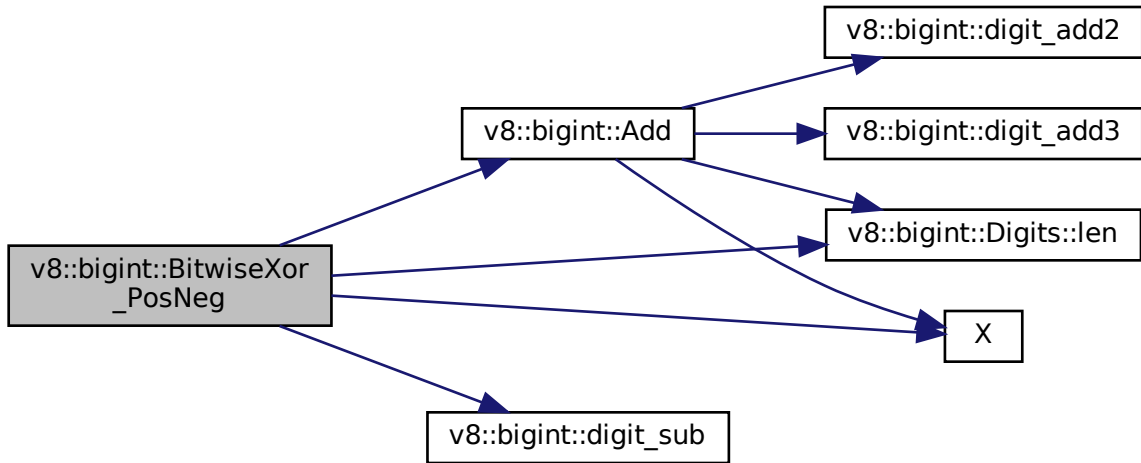 v8::bigint::digit_add2
v8::bigint::Add
v8::bigint::digit_add3
v8::bigint::Digits::len
v8::bigint::BitwiseXor
_PosNeg
X
v8::bigint::digit_sub